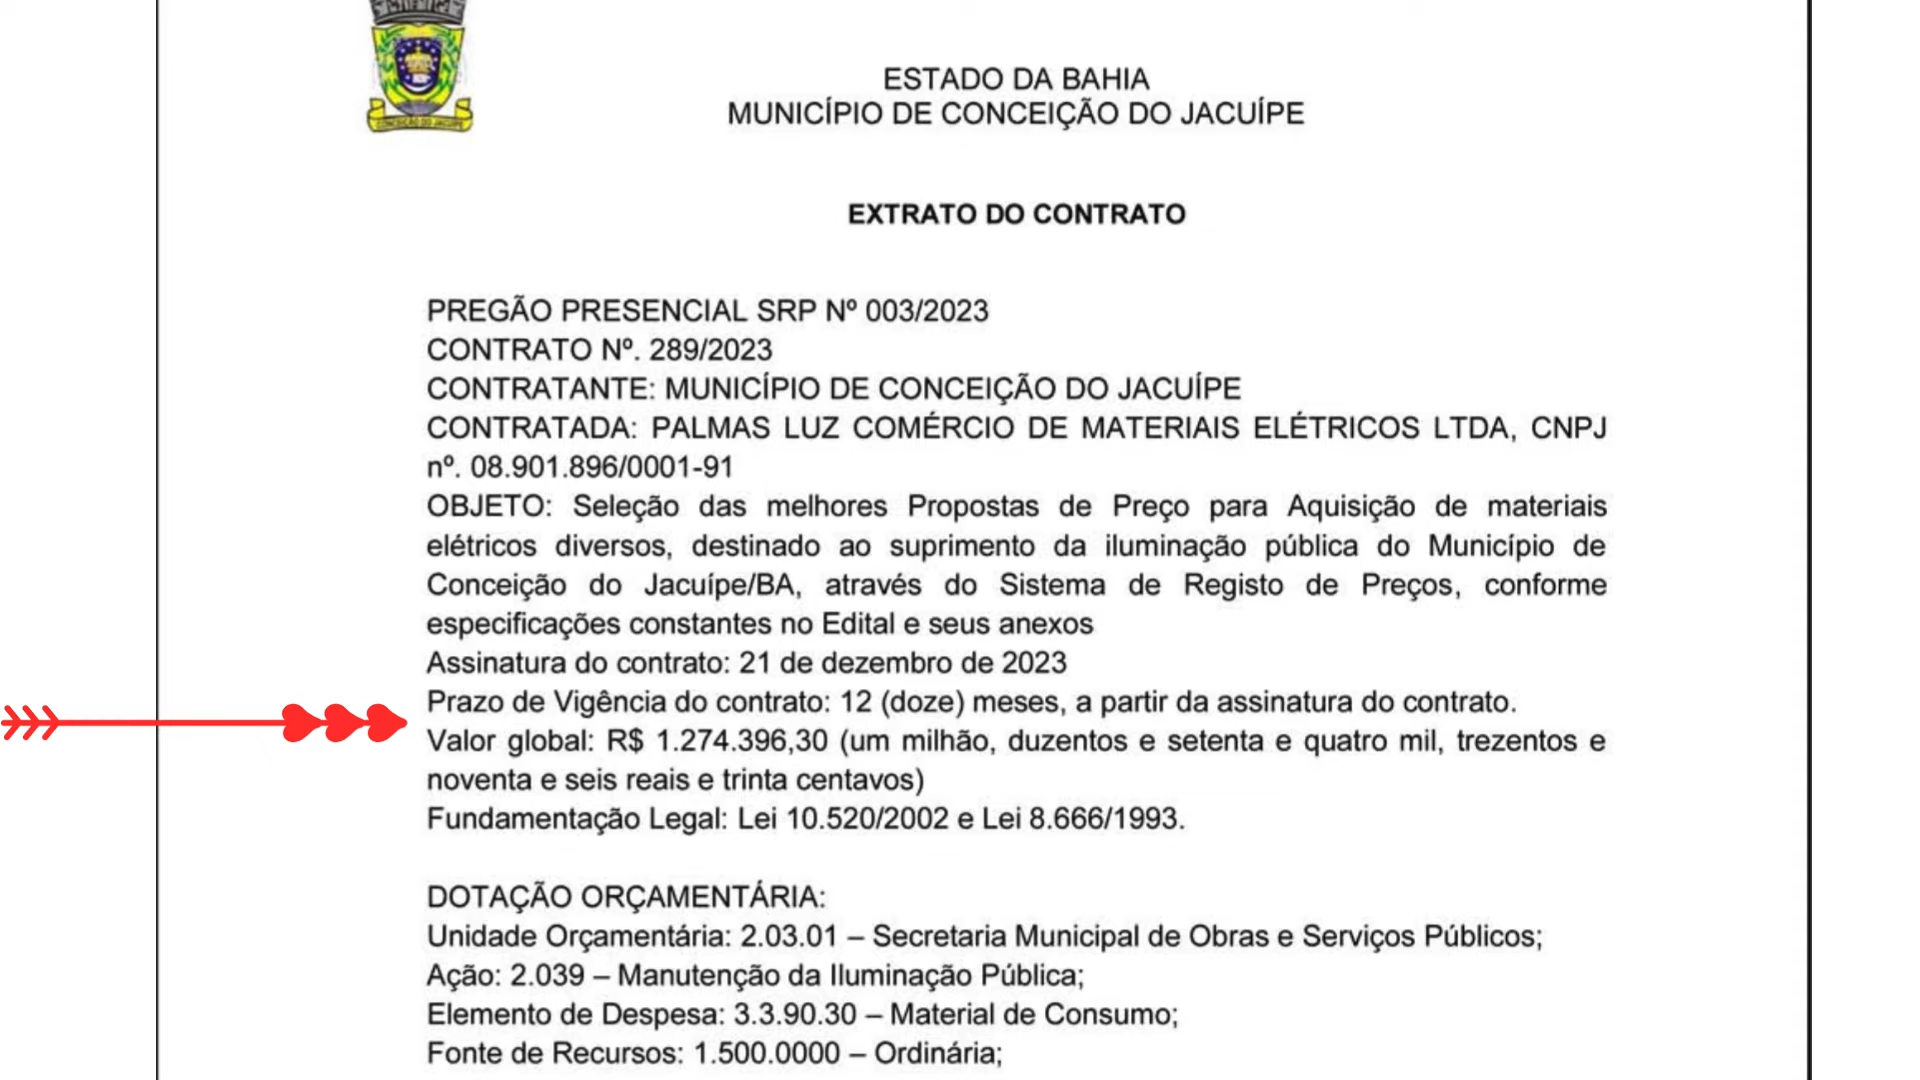 CONCEIÇÃO DO JACUÍPE
ESTADO DA BAHIA
MUNICÍPIO DE CONCEIÇÃO DO JACUÍPE
EXTRATO DO CONTRATO
PREGÃO PRESENCIAL SRP Nº 003/2023
CONTRATO Nº. 289/2023
CONTRATANTE: MUNICÍPIO DE CONCEIÇÃO DO JACUÍPE
CONTRATADA: PALMAS LUZ COMÉRCIO DE MATERIAIS ELÉTRICOS LTDA, CNPJ
nº. 08.901.896/0001-91
OBJETO: Seleção das melhores Propostas de Preço para Aquisição de materiais
elétricos diversos, destinado ao suprimento da iluminação pública do Município de
Conceição do Jacuípe/BA, através do Sistema de Registo de Preços, conforme
especificações constantes no Edital e seus anexos
Assinatura do contrato: 21 de dezembro de 2023
Prazo de Vigência do contrato: 12 (doze) meses, a partir da assinatura do contrato.
Valor global: R$ 1.274.396,30 (um milhão, duzentos e setenta e quatro mil, trezentos e
noventa e seis reais e trinta centavos)
Fundamentação Legal: Lei 10.520/2002 e Lei 8.666/1993.
DOTAÇÃO ORÇAMENTÁRIA:
Unidade Orçamentária: 2.03.01 – Secretaria Municipal de Obras e Serviços Públicos;
Ação: 2.039 – Manutenção da Iluminação Pública;
Elemento de Despesa: 3.3.90.30 – Material de Consumo;
Fonte de Recursos: 1.500.0000 – Ordinária;